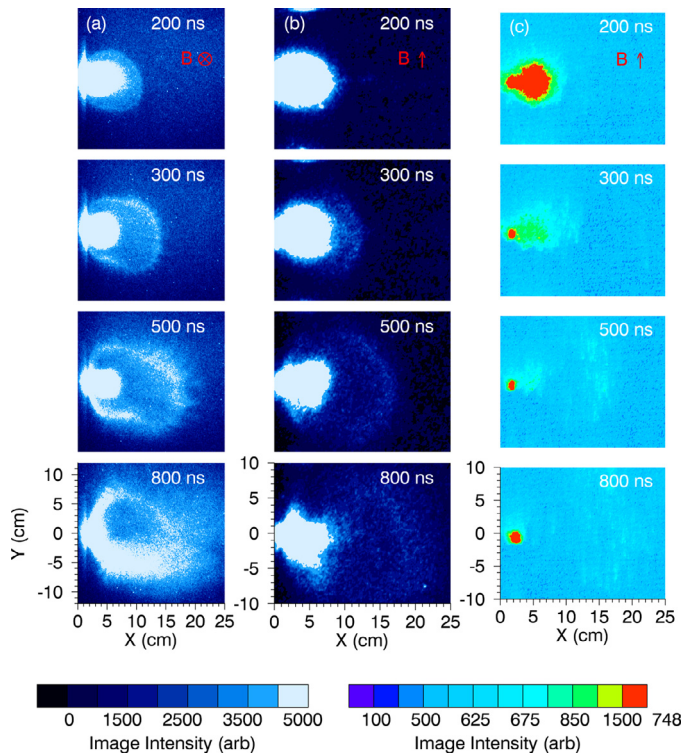 (a) 200 ns (b) 200 ns (c) 200 ns
B ⊗ B ↑ B ↑
300 ns 300 ns 300 ns
500 ns 500 ns 500 ns
10 800 ns 10 800 ns 10 800 ns
5 5 5
Y (cm) 0 0 0
-5 -5 -5
-10 -10 -10
0 5 10 15 20 25 0 5 10 15 20 25 0 5 10 15 20 25
X (cm) X (cm) X (cm)
0 1500 2500 3500 5000 100 500 625 675 850 1500 748
Image Intensity (arb) Image Intensity (arb)